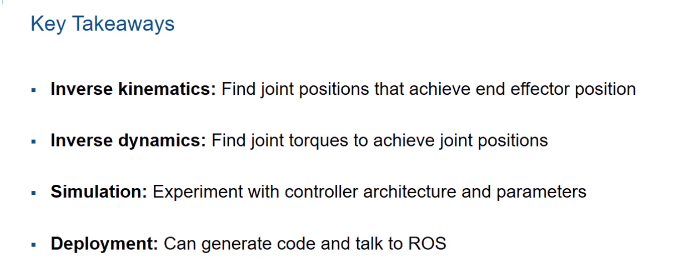 Key Takeaways
▪ Inverse kinematics: Find joint positions that achieve end effector position
▪ Inverse dynamics: Find joint torques to achieve joint positions
▪ Simulation: Experiment with controller architecture and parameters
▪ Deployment: Can generate code and talk to ROS